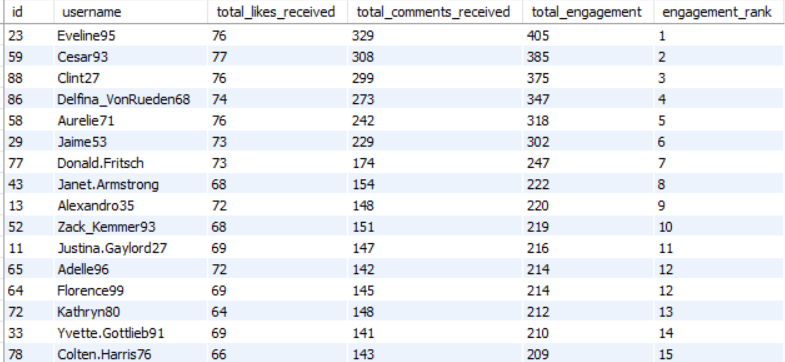 id username total_likes_received total_comments_received total_engagement engagement_rank
23 Eveline95 76 329 405 1
59 Cesar93 77 308 385 2
88 Clint27 76 299 375 3
86 Delfina_VonRueden68 74 273 347 4
58 Aurelie71 76 242 318 5
29 Jaime53 73 229 302 6
77 Donald.Fritsch 73 174 247 7
43 Janet.Armstrong 68 154 222 8
13 Alexandro35 72 148 220 9
52 Zack_Kemmer93 68 151 219 10
11 Justina.Gaylord27 69 147 216 11
65 Adelle96 72 142 214 12
64 Florence99 69 145 214 12
72 Kathryn80 64 148 212 13
33 Yvette.Gottlieb91 69 141 210 14
78 Colten.Harris76 66 143 209 15